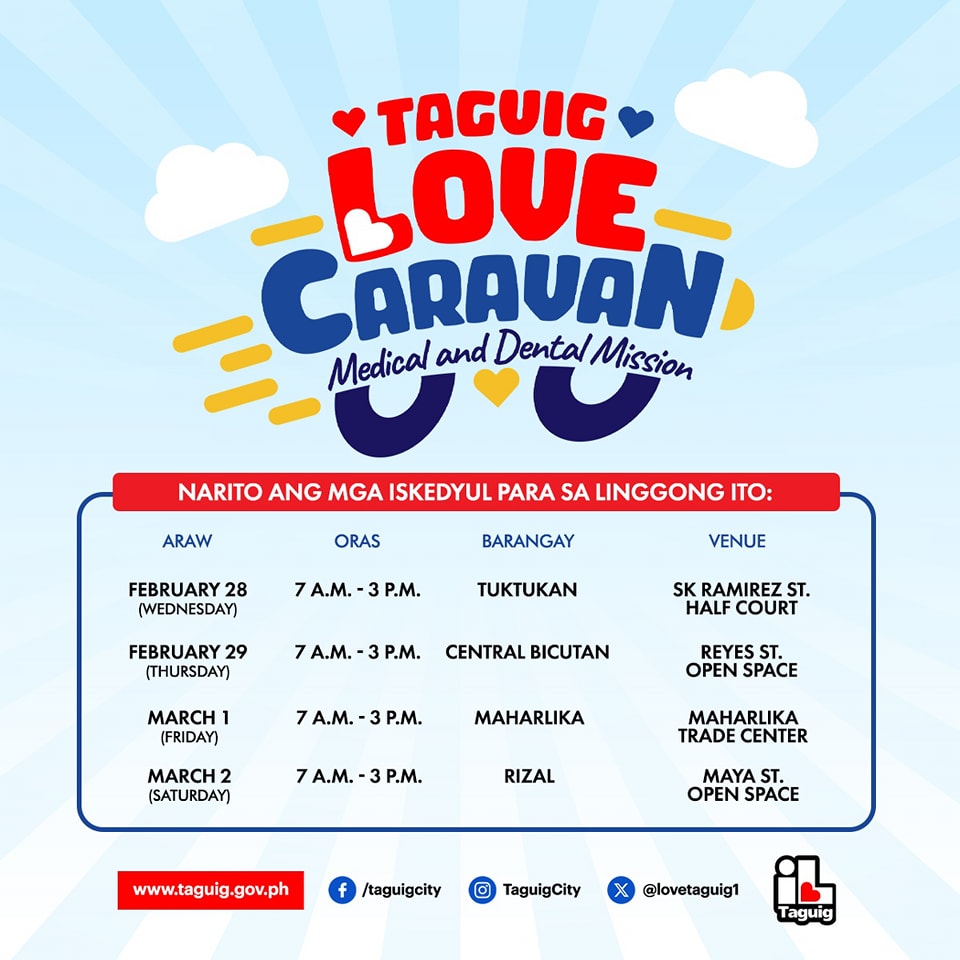 TAGUIG
LOVE
CARAVAN
Medical and Dental Mission
NARITO ANG MGA ISKEDYUL PARA SA LINGGONG ITO:
ARAW ORAS BARANGAY VENUE
FEBRUARY 28 7 A.M. - 3 P.M. TUKTUKAN SK RAMIREZ ST.
(WEDNESDAY) HALF COURT
FEBRUARY 29 7 A.M. - 3 P.M. CENTRAL BICUTAN REYES ST.
(THURSDAY) OPEN SPACE
MARCH 1 7 A.M. - 3 P.M. MAHARLIKA MAHARLIKA
(FRIDAY) TRADE CENTER
MARCH 2 7 A.M. - 3 P.M. RIZAL MAYA ST.
(SATURDAY) OPEN SPACE
www.taguig.gov.ph /taguigcity TaguigCity @lovetaguig1
iL
Taguig